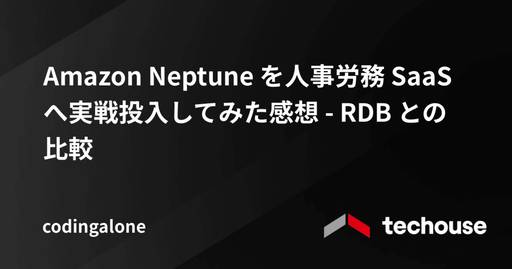 Amazon Neptune を人事労務 SaaS
へ実戦投入してみた感想 - RDB との
比較
codingalone
techouse